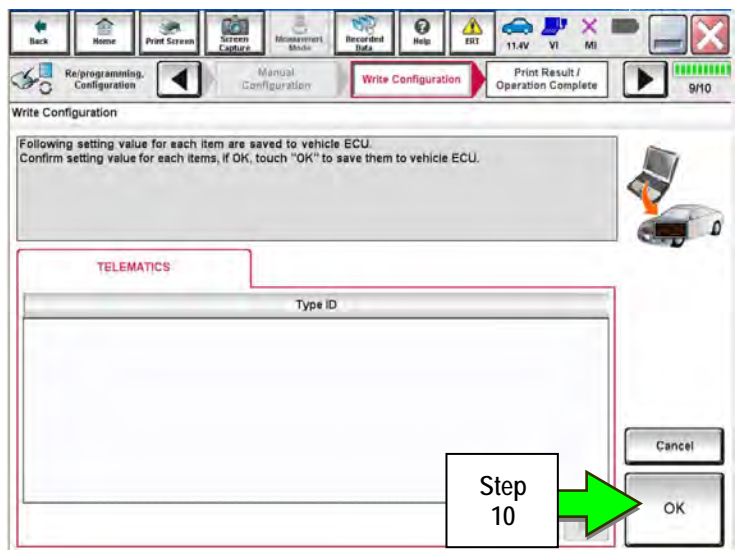 Back
Home
Print Screen
Screen
Capture
Measurement
Mode
Recorded
Data
Help
ERT
11.4V
VI
MI
Re/programming,
Configuration
Manual
Configuration
Write Configuration
Print Result /
Operation Complete
9/10
Write Configuration
Following setting value for each item are saved to vehicle ECU.
Confirm setting value for each items, if OK, touch "OK" to save them to vehicle ECU.
TELEMATICS
Type ID
Cancel
Step
10
OK